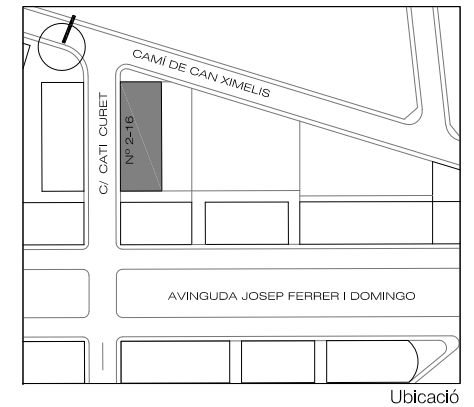 CAMÍ DE CAN XIMELIS
C/ CATI CURET
Nº 2-16
AVINGUDA JOSEP FERRER I DOMINGO
Ubicació